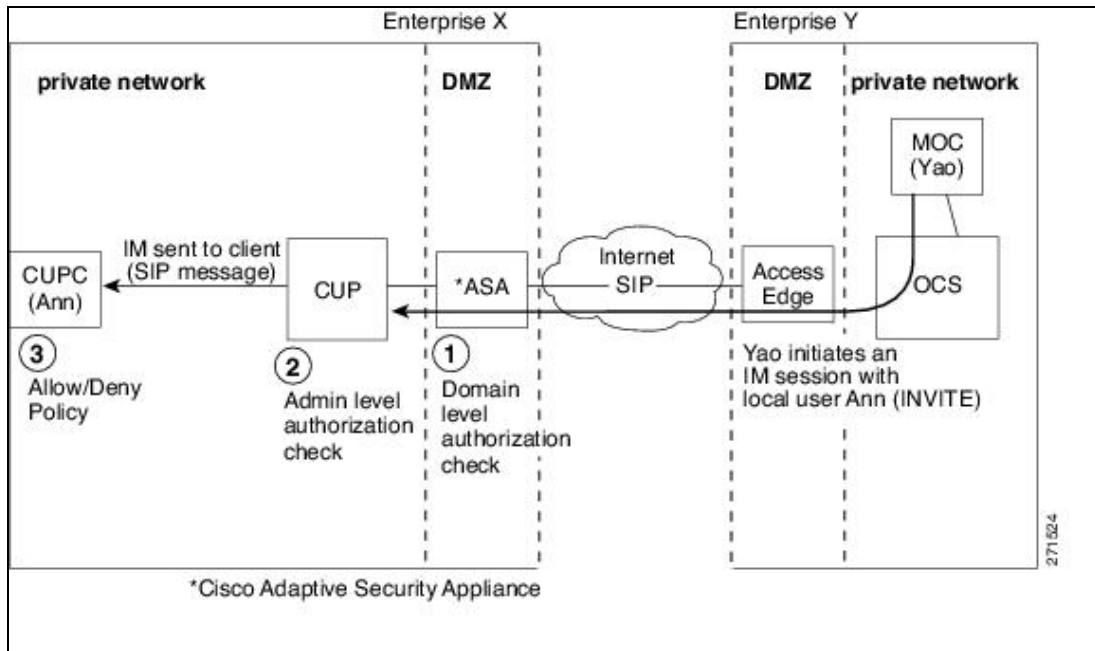 Enterprise X
Enterprise Y
private network
DMZ
DMZ
private network
MOC
(Yao)
IM sent to client
(SIP message)
CUPC
(Ann)
CUP
*ASA
Internet
SIP
Access
Edge
OCS
3
Allow/Deny
Policy
2
Admin level
authorization
check
1
Domain
level
authorization
check
Yao initiates an
IM session with
local user Ann (INVITE)
271524
*Cisco Adaptive Security Appliance